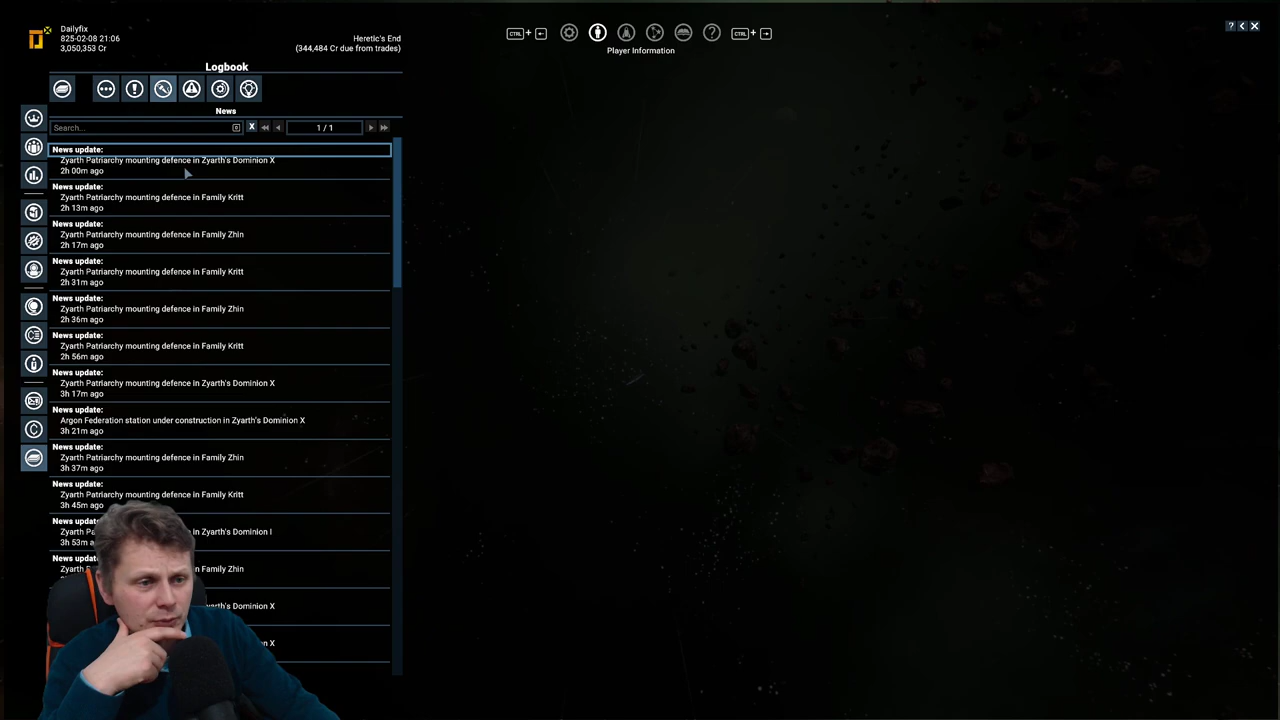 Dailyfix
825-02-08 21:06
3,050,353 Cr
Heretic's End
(344,484 Cr due from trades)
CTRL +
CTRL +
Player Information
? 
Logbook
News
Search...
X
1 / 1
News update:
Zyarth Patriarchy mounting defence in Zyarth's Dominion X
2h 00m ago
News update:
Zyarth Patriarchy mounting defence in Family Kritt
2h 13m ago
News update:
Zyarth Patriarchy mounting defence in Family Zhin
2h 17m ago
News update:
Zyarth Patriarchy mounting defence in Family Kritt
2h 31m ago
News update:
Zyarth Patriarchy mounting defence in Family Zhin
2h 36m ago
News update:
Zyarth Patriarchy mounting defence in Family Kritt
2h 56m ago
News update:
Zyarth Patriarchy mounting defence in Zyarth's Dominion X
3h 17m ago
News update:
Argon Federation station under construction in Zyarth's Dominion X
3h 21m ago
News update:
Zyarth Patriarchy mounting defence in Family Zhin
3h 37m ago
News update:
Zyarth Patriarchy mounting defence in Family Kritt
3h 45m ago
News
in Zyarth's Dominion I
3h 53m
News
n Family Zhin
yarth's Dominion X
n X